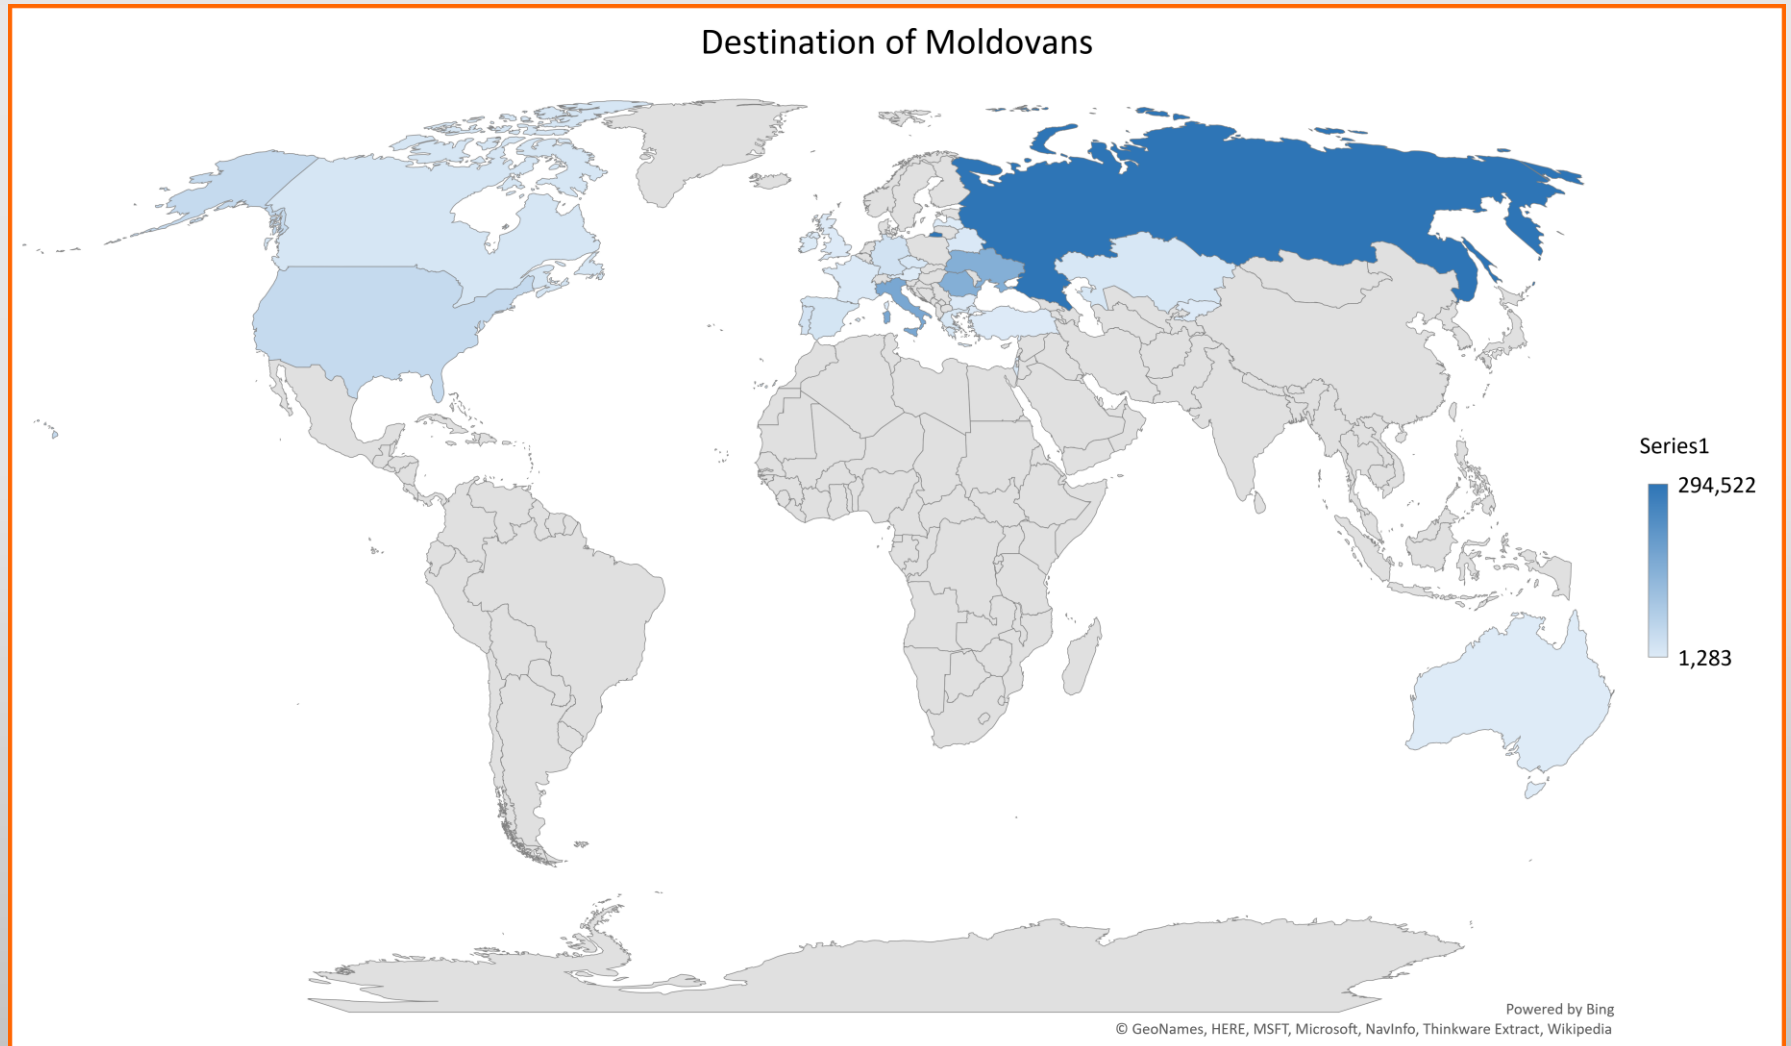 Destination of Moldovans
Series1
294,522
1,283
Powered by Bing
© GeoNames, HERE, MSFT, Microsoft, NavInfo, Thinkware Extract, Wikipedia